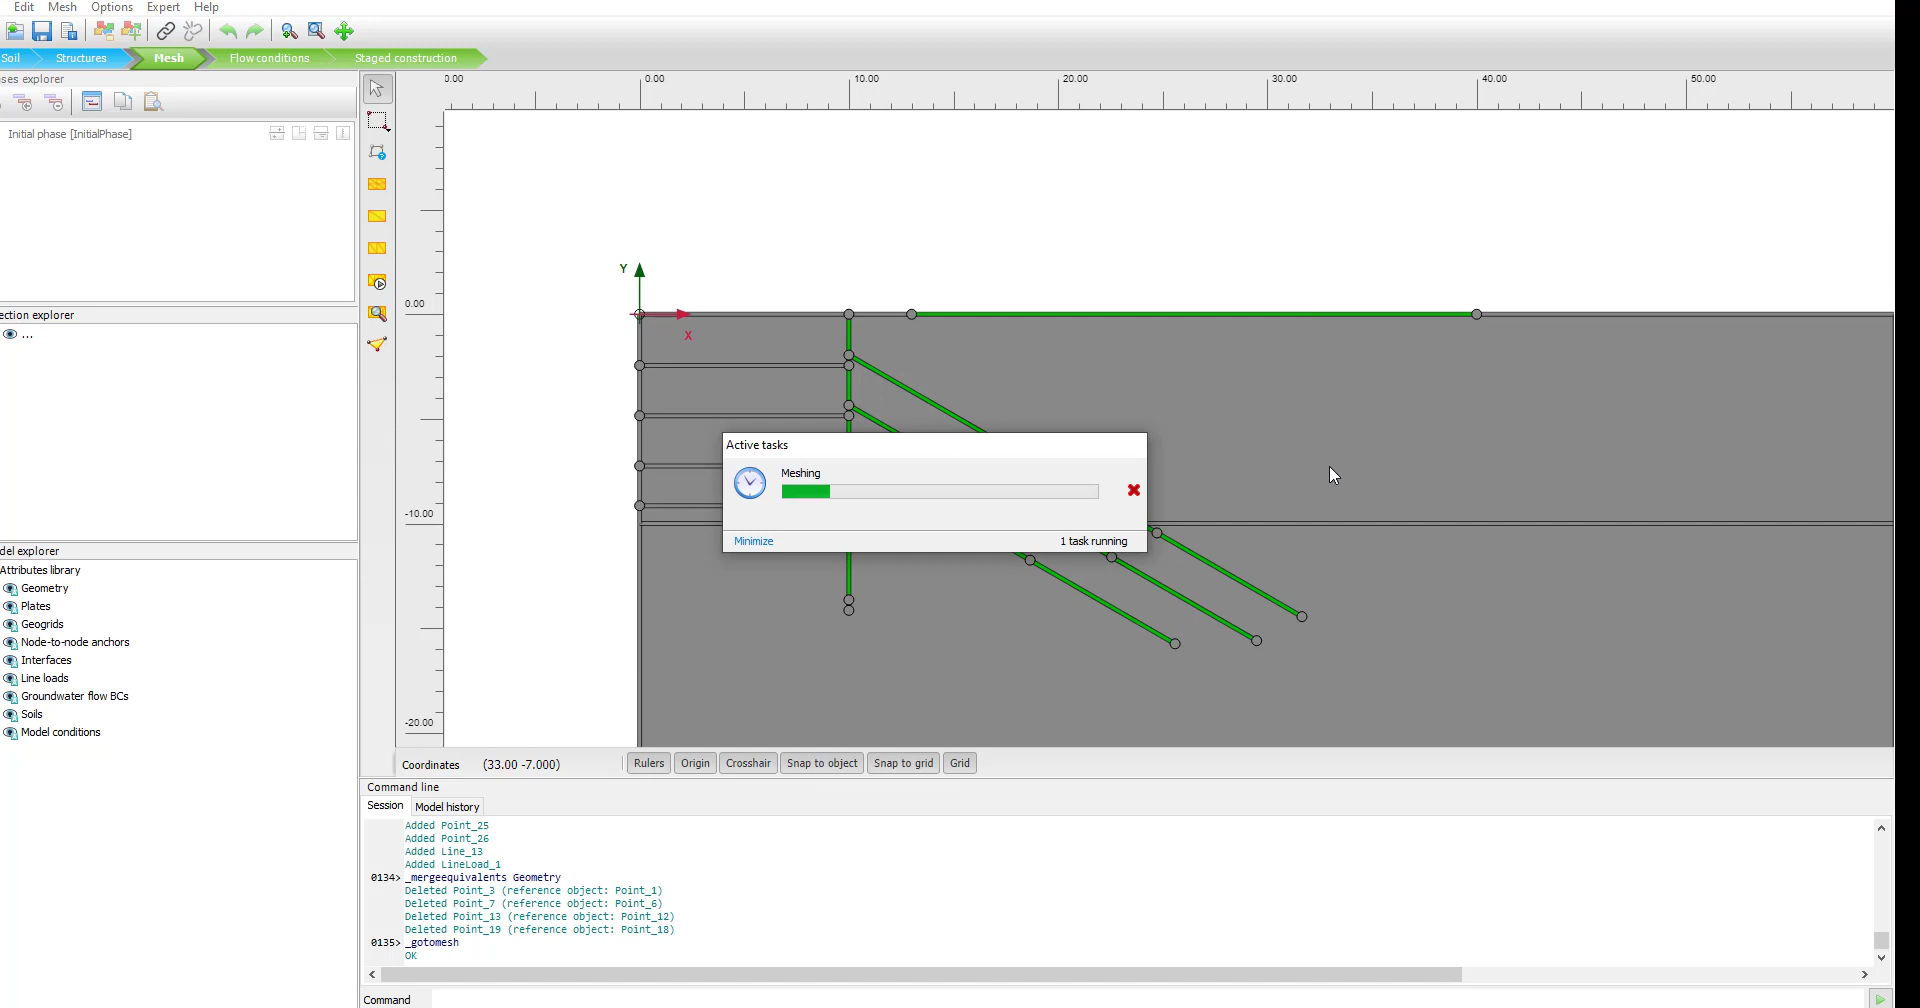 Edit Mesh Options Expert Help
Soil Structures Mesh Flow conditions Staged construction
ses explorer
Initial phase [InitialPhase]
ection explorer
...
del explorer
Attributes library
Geometry
Plates
Geogrids
Node-to-node anchors
Interfaces
Line loads
Groundwater flow BCs
Soils
Model conditions
0.00 0.00 10.00 20.00 30.00 40.00 50.00
0.00
-10.00
-20.00
Y
X
Active tasks
Meshing
Minimize 1 task running
Coordinates (33.00 -7.000) Rulers Origin Crosshair Snap to object Snap to grid Grid
Command line
Session Model history
Added Point_25
Added Point_26
Added Line_13
Added LineLoad_1
0134> _mergeequivalents Geometry
Deleted Point_3 (reference object: Point_1)
Deleted Point_7 (reference object: Point_6)
Deleted Point_13 (reference object: Point_12)
Deleted Point_19 (reference object: Point_18)
0135> _gotomesh
OK
Command